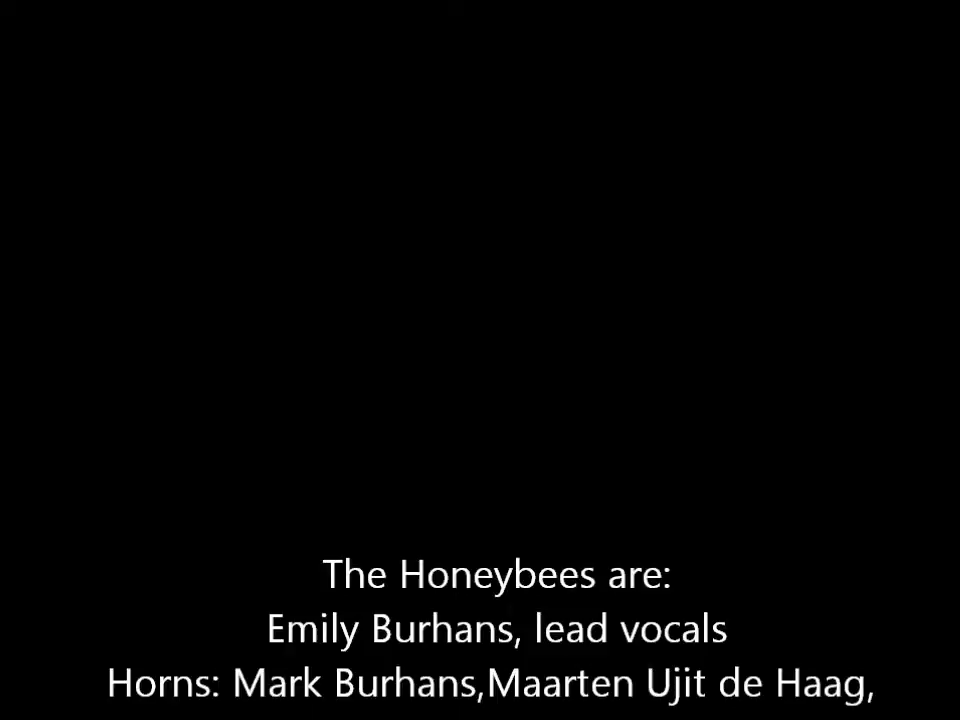 The Honeybees are:
Emily Burhans, lead vocals
Horns: Mark Burhans,Maarten Ujit de Haag,